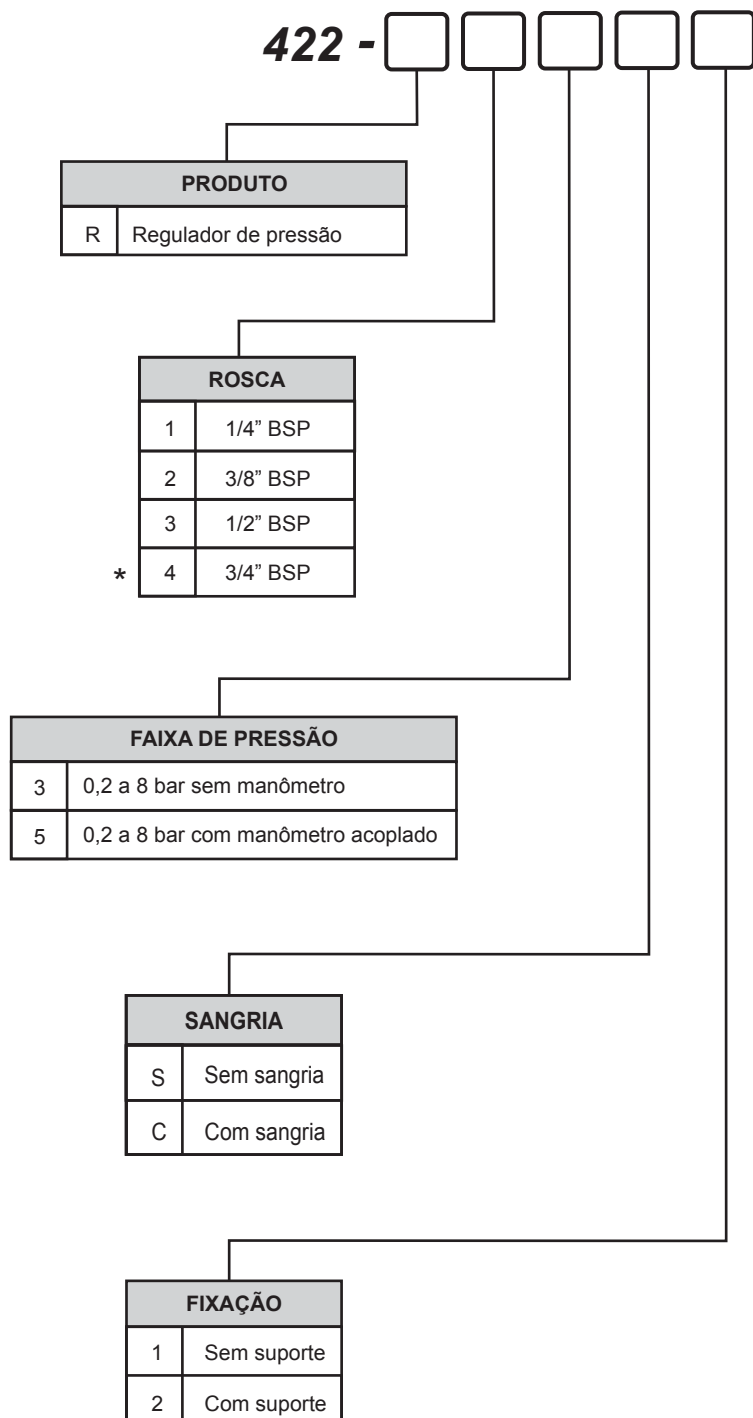 422 -
PRODUTO
R Regulador de pressão
ROSCA
1 1/4” BSP
2 3/8” BSP
3 1/2” BSP
* 4 3/4” BSP
FAIXA DE PRESSÃO
3 0,2 a 8 bar sem manômetro
5 0,2 a 8 bar com manômetro acoplado
SANGRIA
S Sem sangria
C Com sangria
FIXAÇÃO
1 Sem suporte
2 Com suporte